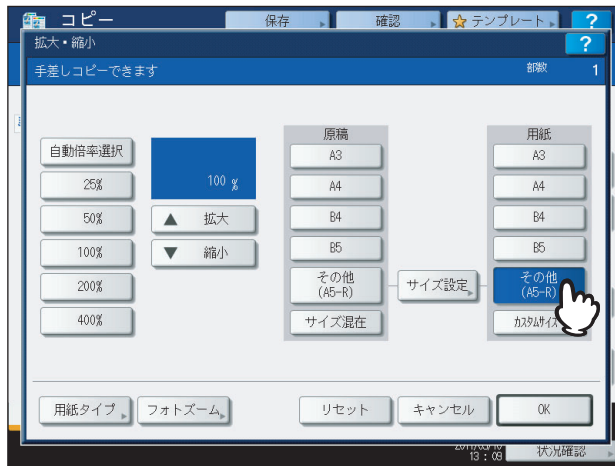 コピー
保存
確認
テンプレート
?
拡大・縮小
?
手差しコピーできます
部数 1
原稿
用紙
自動倍率選択
100 %
A3
A3
25%
A4
A4
50%
拡大
B4
B4
100%
縮小
B5
B5
200%
その他
(A5-R)
サイズ設定
その他
(A5-R)
400%
サイズ混在
カスタムサイズ
用紙タイプ
フォトズーム
リセット
キャンセル
OK
13：09
状況確認